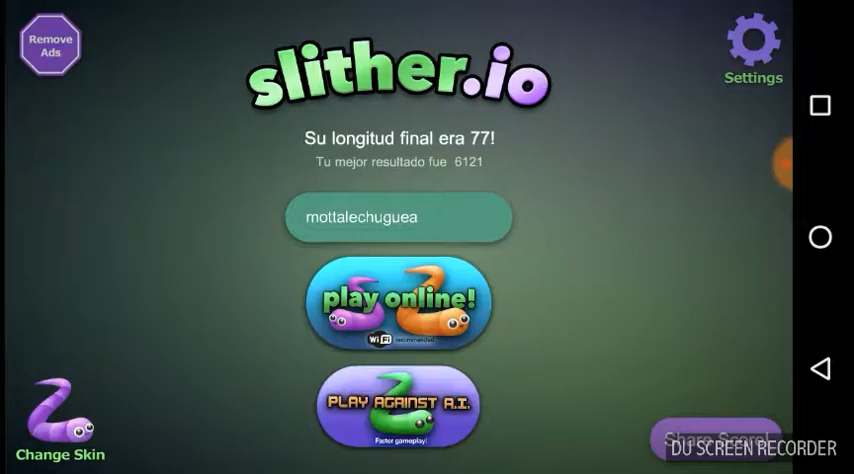 Remove
Ads
slither.io
Settings
Su longitud final era 77!
Tu mejor resultado fue 6121
mottalechuguea
play online!
WiFi recommended
PLAY AGAINST A.I.
Faster gameplay!
Change Skin
Share Score!
DU SCREEN RECORDER